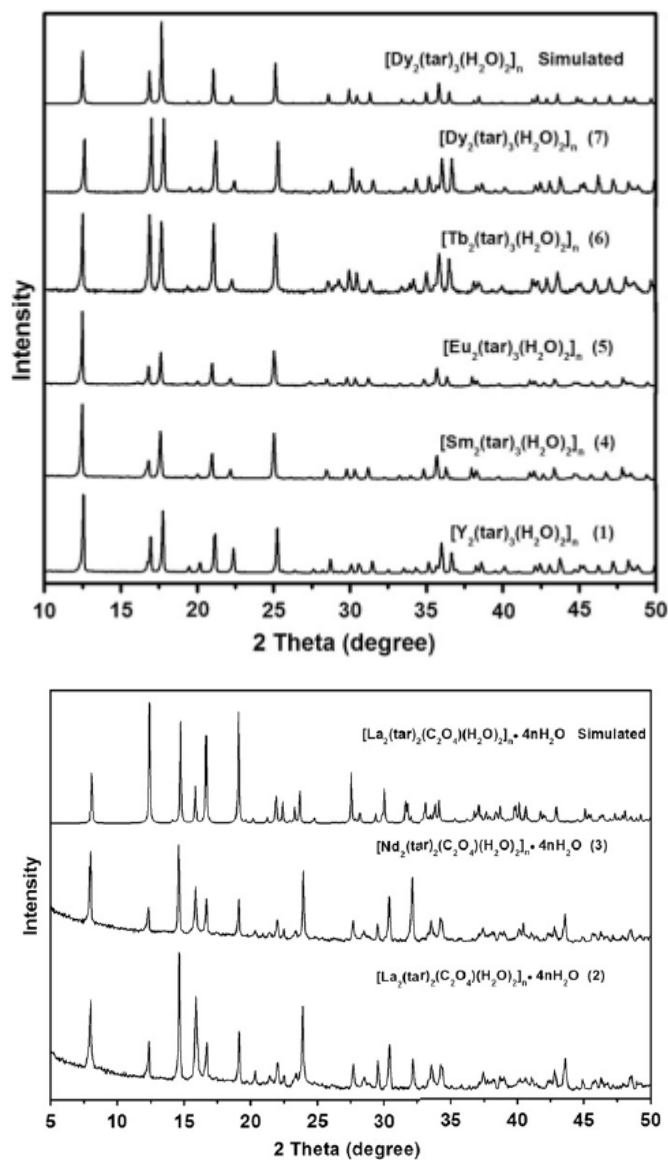 [Dy₂(tar)₃(H₂O)₂]ₙ Simulated
[Dy₂(tar)₃(H₂O)₂]ₙ (7)
[Tb₂(tar)₃(H₂O)₂]ₙ (6)
[Eu₂(tar)₃(H₂O)₂]ₙ (5)
[Sm₂(tar)₃(H₂O)₂]ₙ (4)
[Y₂(tar)₃(H₂O)₂]ₙ (1)
Intensity
10 15 20 25 30 35 40 45 50
2 Theta (degree)
[La₂(tar)₂(C₂O₄)(H₂O)₂]ₙ• 4nH₂O Simulated
[Nd₂(tar)₂(C₂O₄)(H₂O)₂]ₙ• 4nH₂O (3)
[La₂(tar)₂(C₂O₄)(H₂O)₂]ₙ• 4nH₂O (2)
Intensity
5 10 15 20 25 30 35 40 45 50
2 Theta (degree)